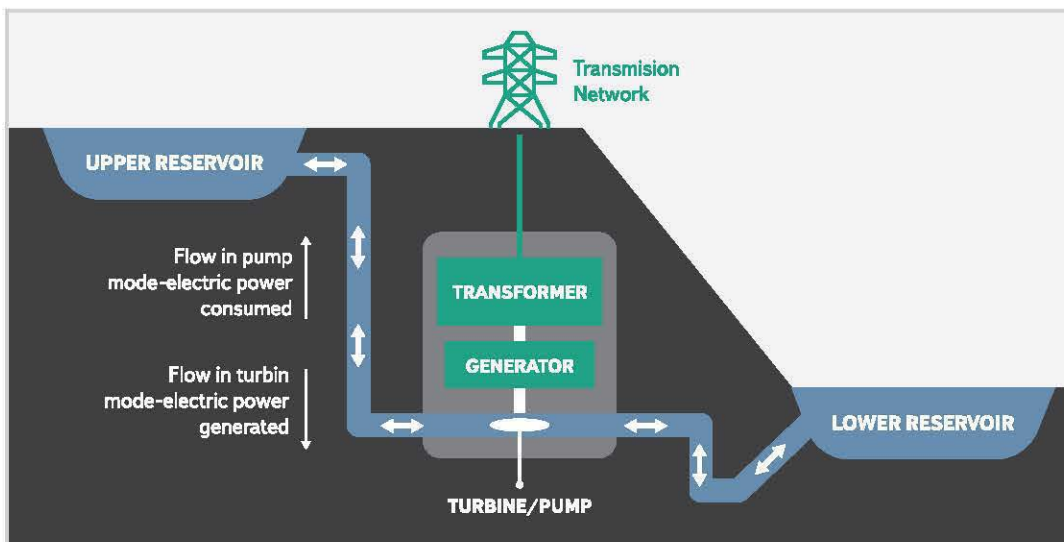 Transmision
Network
UPPER RESERVOIR
Flow in pump
mode-electric power
consumed
TRANSFORMER
GENERATOR
Flow in turbin
mode-electric power
generated
LOWER RESERVOIR
TURBINE/PUMP